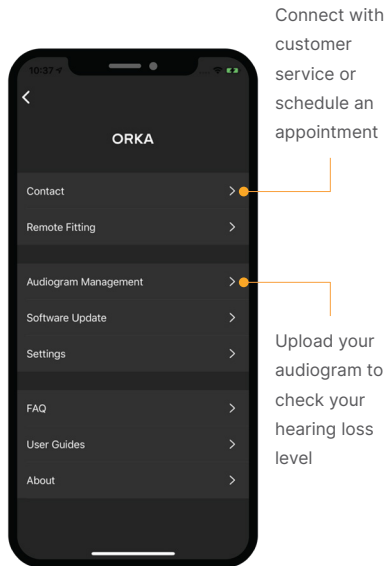 Connect with
customer
service or
schedule an
appointment
10:37
ORKA
Contact
Remote Fitting
Audiogram Management
Software Update
Settings
FAQ
User Guides
About
Upload your
audiogram to
check your
hearing loss
level